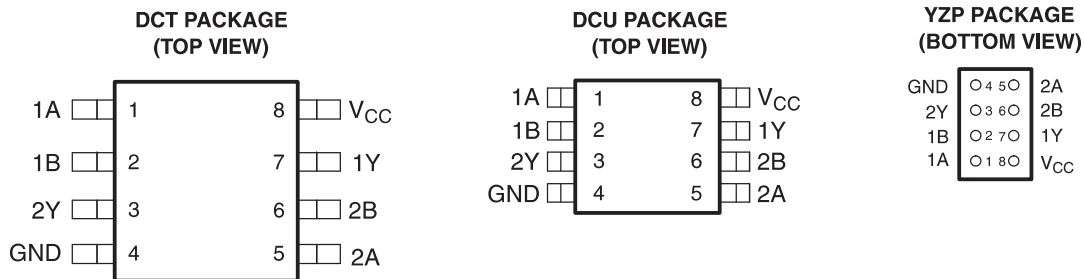 DCT PACKAGE
(TOP VIEW)
1A 1 8 VCC
1B 2 7 1Y
2Y 3 6 2B
GND 4 5 2A
DCU PACKAGE
(TOP VIEW)
1A 1 8 VCC
1B 2 7 1Y
2Y 3 6 2B
GND 4 5 2A
YZP PACKAGE
(BOTTOM VIEW)
GND 4 5 2A
2Y 3 6 2B
1B 2 7 1Y
1A 1 8 VCC